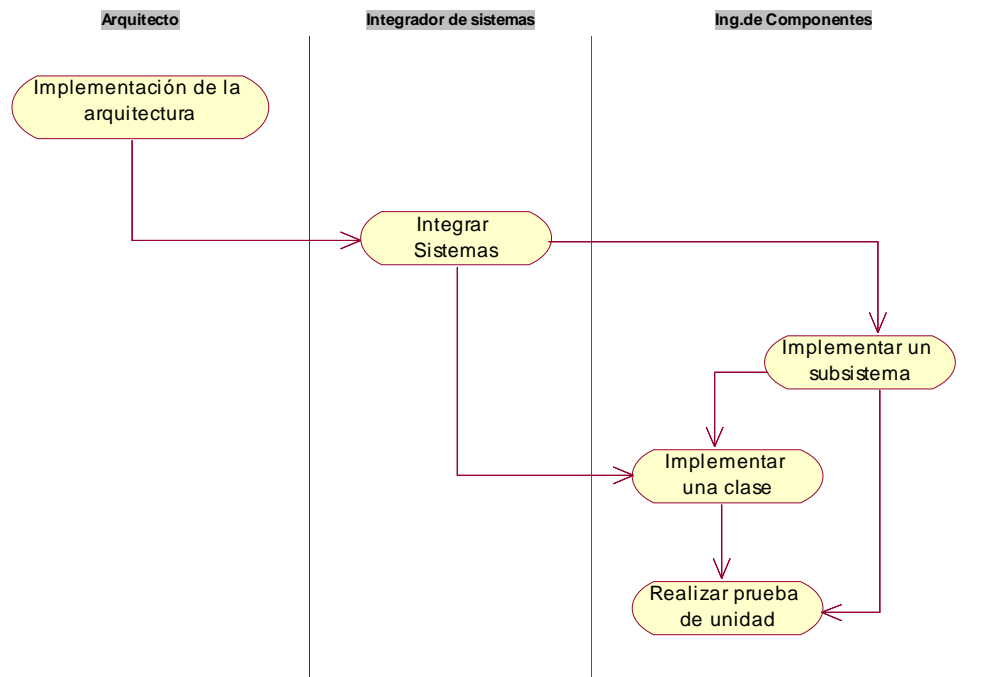 Arquitecto
Integrador de sistemas
Ing.de Componentes
Implementación de la
arquitectura
Integrar
Sistemas
Implementar un
subsistema
Implementar
una clase
Realizar prueba
de unidad